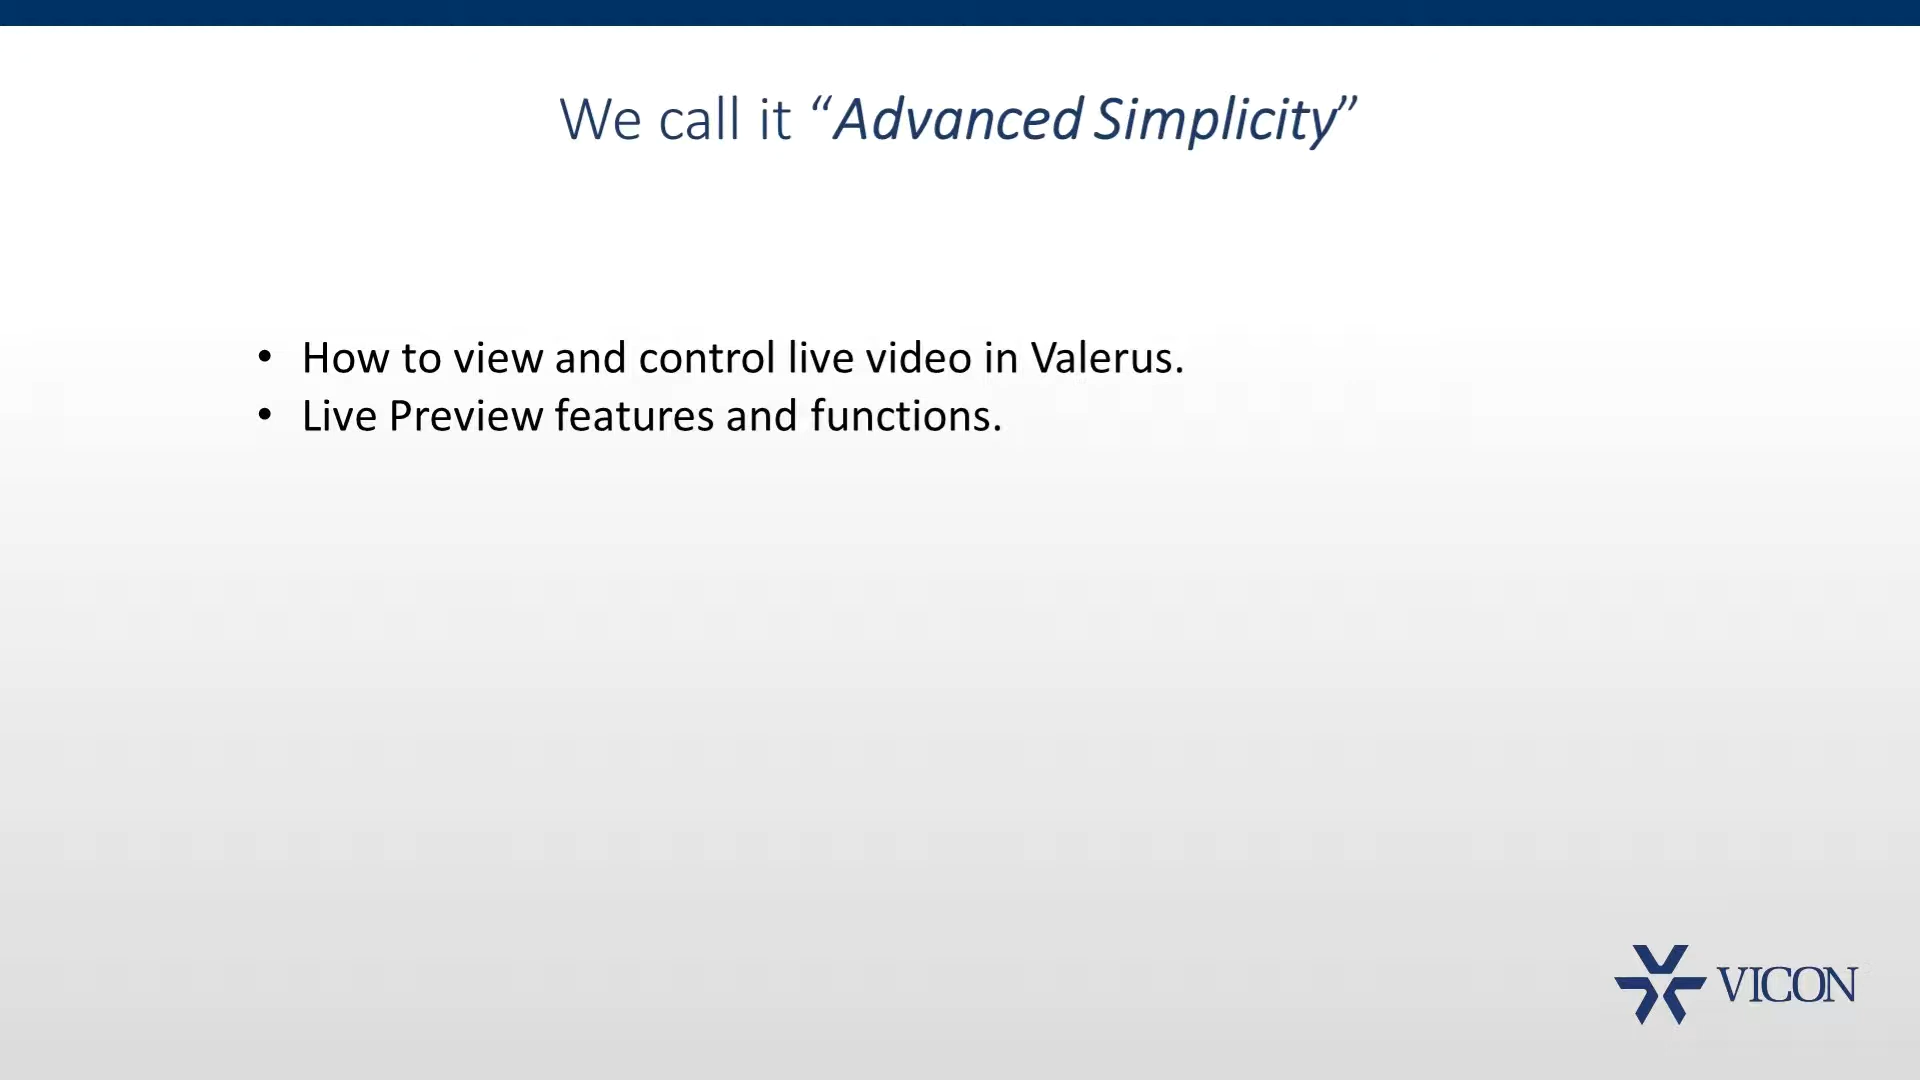 We call it “Advanced Simplicity”
• How to view and control live video in Valerus.
• Live Preview features and functions.
VICON